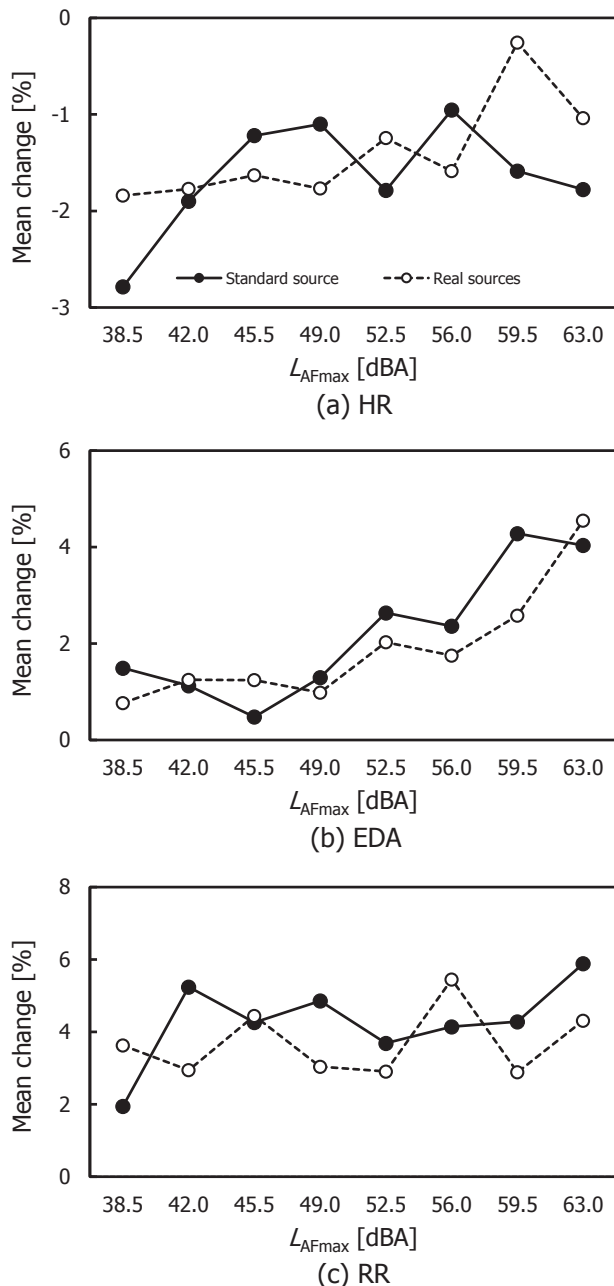 0
-1
-2
-3
Mean change [%]
Standard source
Real sources
38.5 42.0 45.5 49.0 52.5 56.0 59.5 63.0
LAFmax [dBA]
(a) HR
6
4
2
0
Mean change [%]
38.5 42.0 45.5 49.0 52.5 56.0 59.5 63.0
LAFmax [dBA]
(b) EDA
8
6
4
2
0
Mean change [%]
38.5 42.0 45.5 49.0 52.5 56.0 59.5 63.0
LAFmax [dBA]
(c) RR